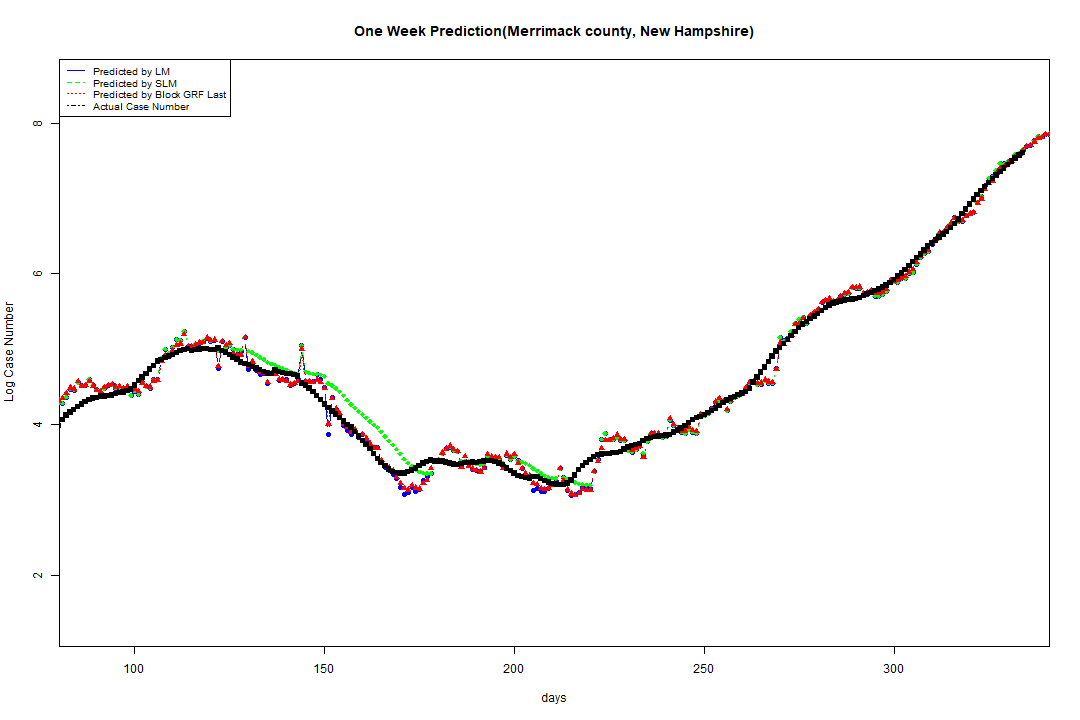 One Week Prediction(Merrimack county, New Hampshire)
Predicted by LM
Predicted by SLM
Predicted by Block GRF Last
Actual Case Number
8
6
4
2
Log Case Number
100 150 200 250 300
days